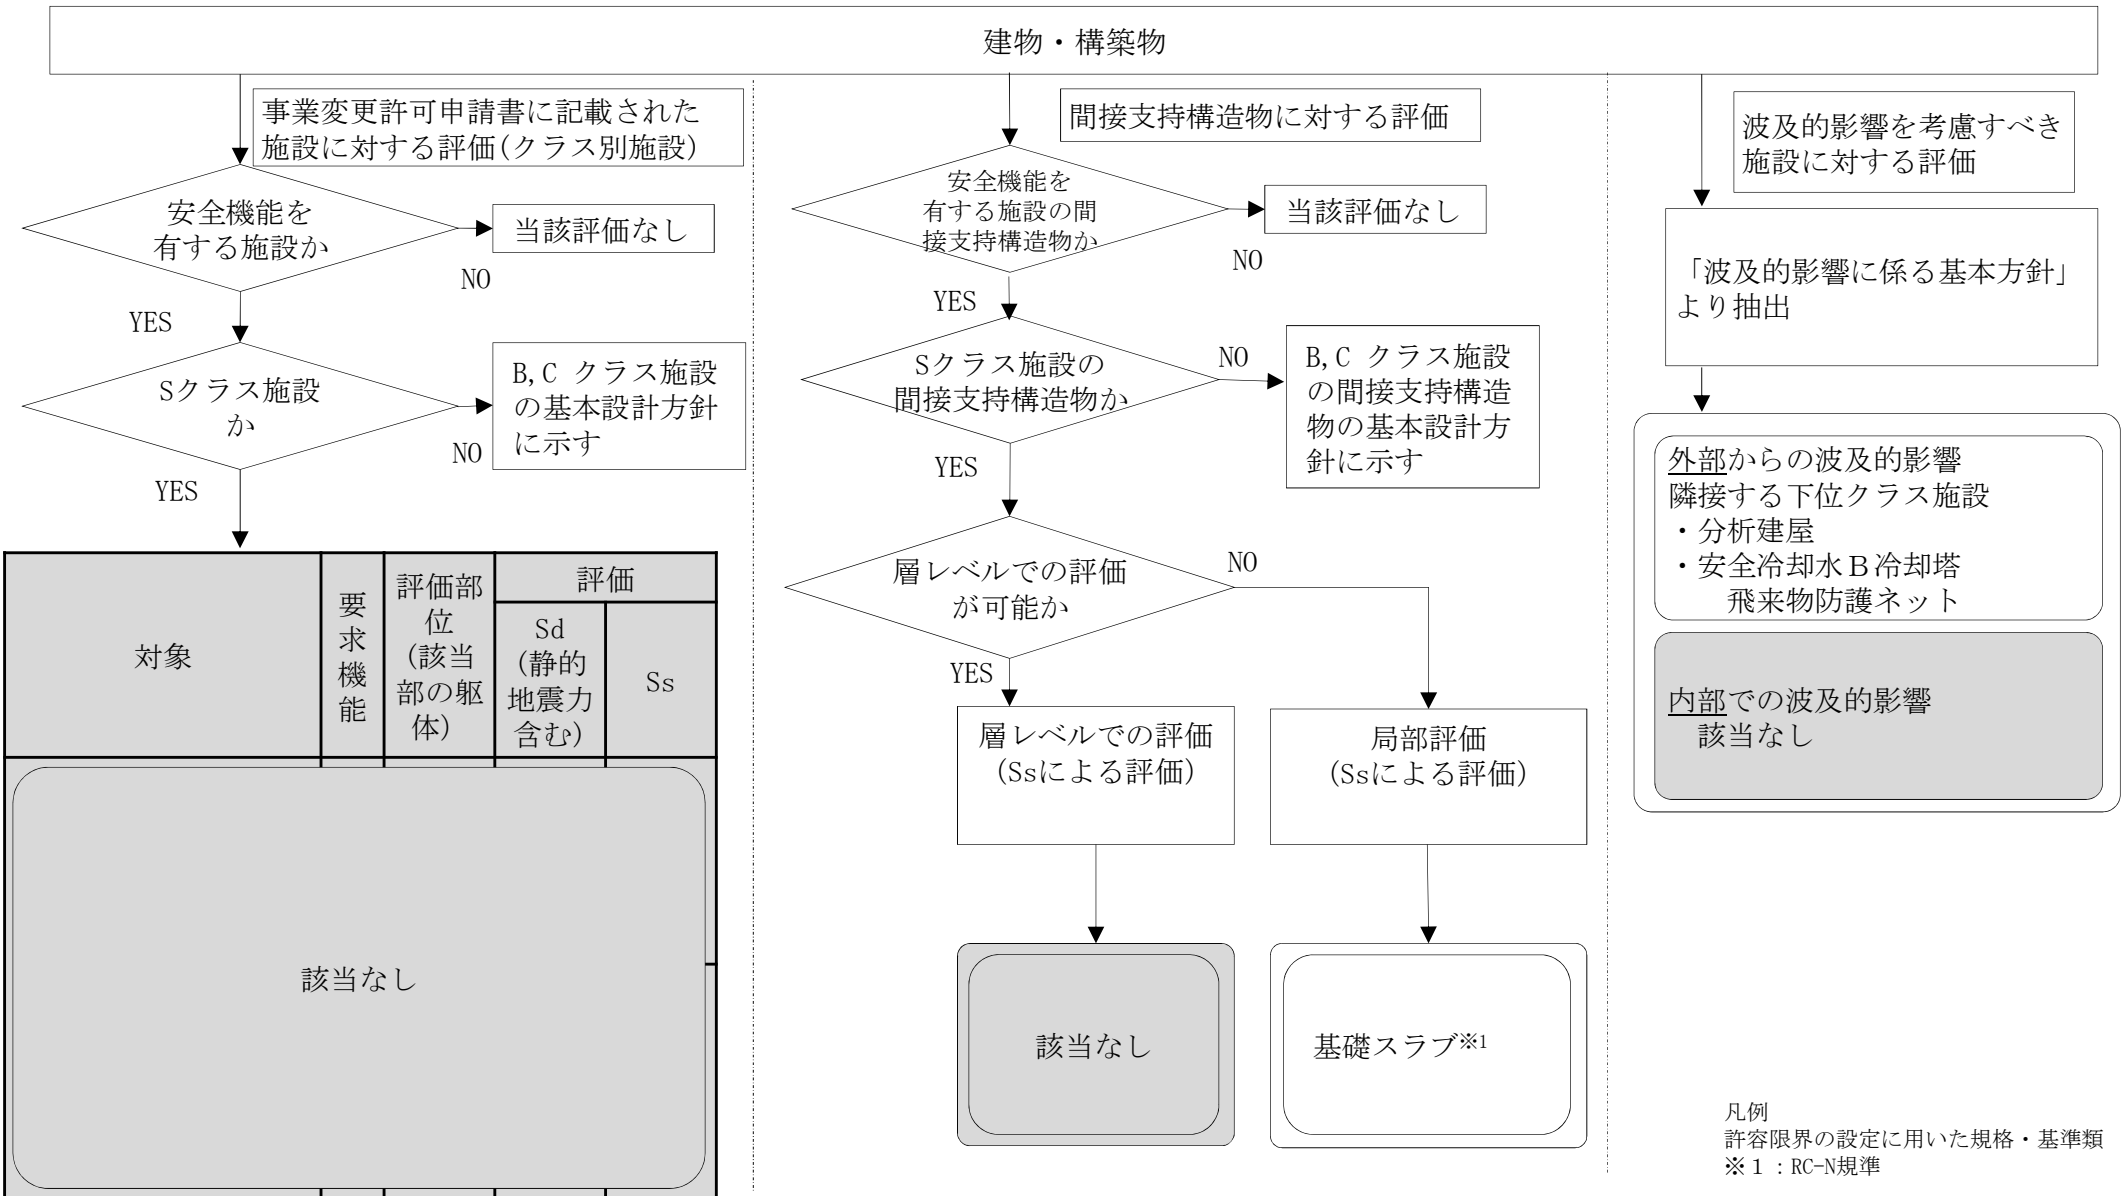 建物・構築物
事業変更許可申請書に記載された
施設に対する評価(クラス別施設)
安全機能を
有する施設か
当該評価なし
NO
YES
Sクラス施設
か
B,C クラス施設
の基本設計方針
に示す
NO
YES
対象
要
求
機
能
評価部
位
(該当
部の躯
体)
評価
Sd
(静的
地震力
含む)
Ss
該当なし
間接支持構造物に対する評価
安全機能を
有する施設の間
接支持構造物か
当該評価なし
NO
YES
Sクラス施設の
間接支持構造物か
NO
B,C クラス施設
の間接支持構造
物の基本設計方
針に示す
YES
層レベルでの評価
が可能か
NO
YES
層レベルでの評価
(Ssによる評価)
局部評価
(Ssによる評価)
該当なし
基礎スラブ※1
波及的影響を考慮すべき
施設に対する評価
「波及的影響に係る基本方針」
より抽出
外部からの波及的影響
隣接する下位クラス施設
・分析建屋
・安全冷却水Ｂ冷却塔
飛来物防護ネット
内部での波及的影響
該当なし
凡例
許容限界の設定に用いた規格・基準類
※１：RC-N規準